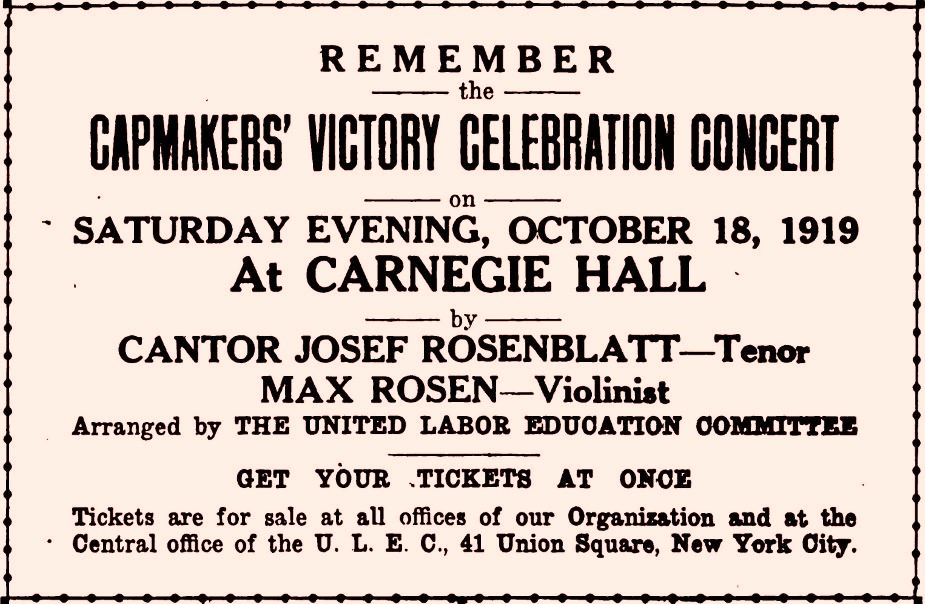 REMEMBER
the
CAPMAKERS' VICTORY CELEBRATION CONCERT
on
SATURDAY EVENING, OCTOBER 18, 1919
At CARNEGIE HALL
by
CANTOR JOSEF ROSENBLATT—Tenor
MAX ROSEN—Violinist
Arranged by THE UNITED LABOR EDUCATION COMMITTEE
GET YOUR TICKETS AT ONCE
Tickets are for sale at all offices of our Organization and at the
Central office of the U. L. E. C., 41 Union Square, New York City.